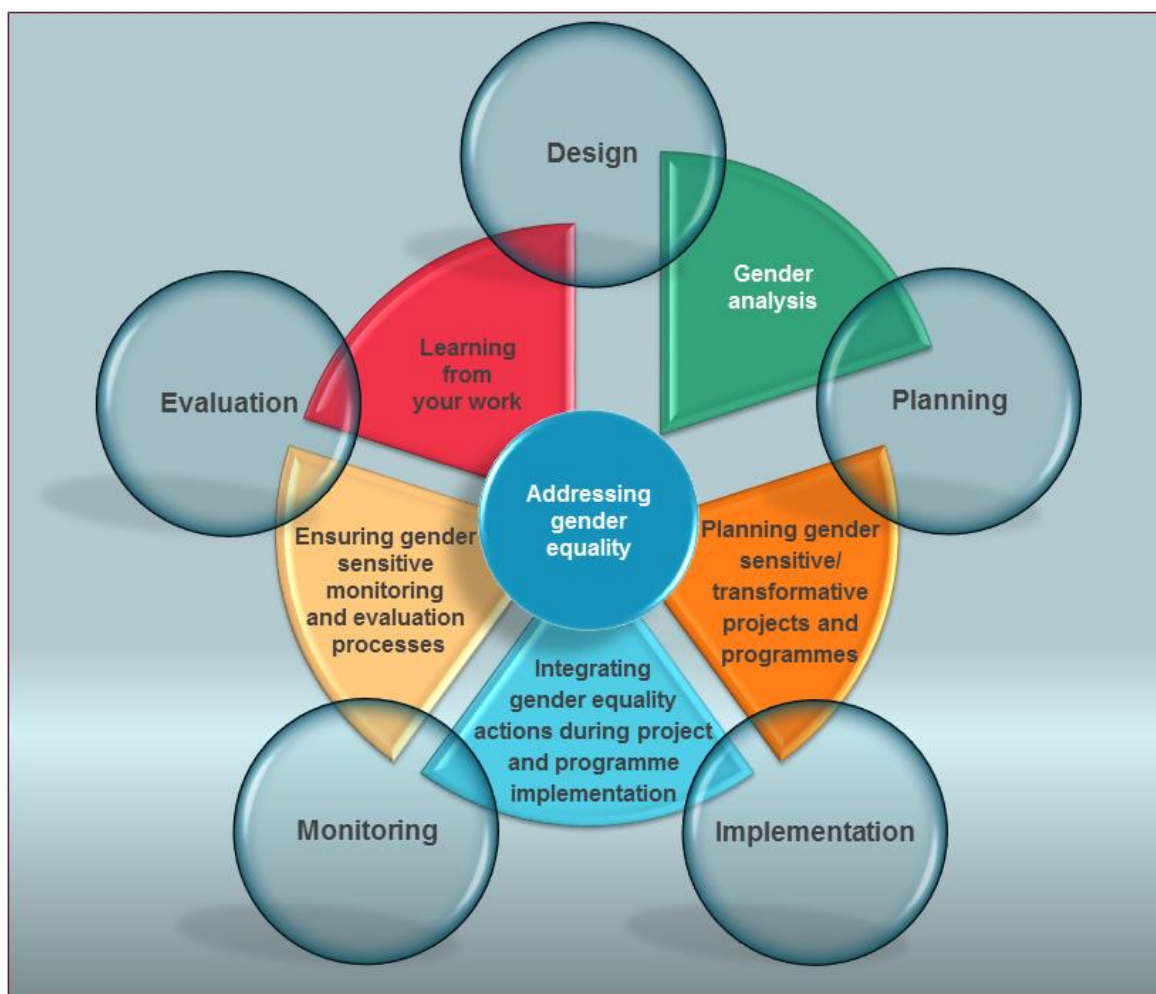 Design
Gender
analysis
Planning
Planning gender
sensitive/
transformative
projects and
programmes
Implementation
Integrating
gender equality
actions during project
and programme
implementation
Monitoring
Ensuring gender
sensitive
monitoring
and evaluation
processes
Evaluation
Learning
from
your work
Addressing
gender
equality